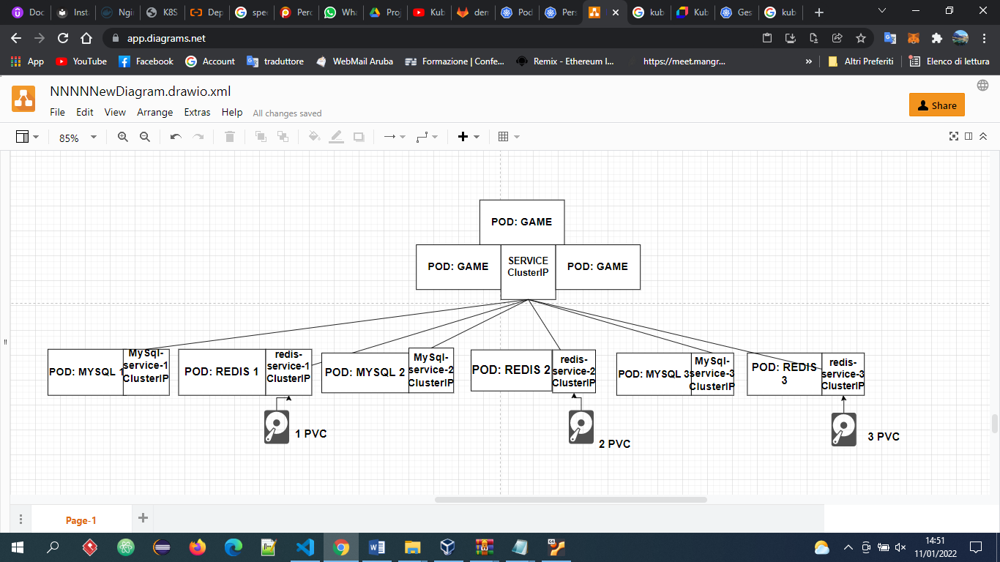 Doc
Inst
Ngi
K8S
Dep
spe
Perc
Wha
Proj
Kub
den
Pod
Pers
kub
Kub
Ges
kub
app.diagrams.net
App
YouTube
Facebook
Account
traduttore
WebMail Aruba
Formazione | Confe...
Remix - Ethereum I...
https://meet.mangr...
»
Altri Preferiti
Elenco di lettura
NNNNNewDiagram.drawio.xml
File Edit View Arrange Extras Help All changes saved
Share
85%
POD: GAME
POD: GAME
SERVICE
ClusterIP
POD: GAME
POD: MYSQL 1
MySql-
service-1
ClusterIP
POD: REDIS 1
redis-
service-1
ClusterIP
POD: MYSQL 2
MySql-
service-2
ClusterIP
POD: REDIS 2
redis-
service-2
ClusterIP
POD: MYSQL 3
MySql-
service-3
ClusterIP
POD: REDIS
3
redis-
service-3
ClusterIP
1 PVC
2 PVC
3 PVC
Page-1
14:51
11/01/2022